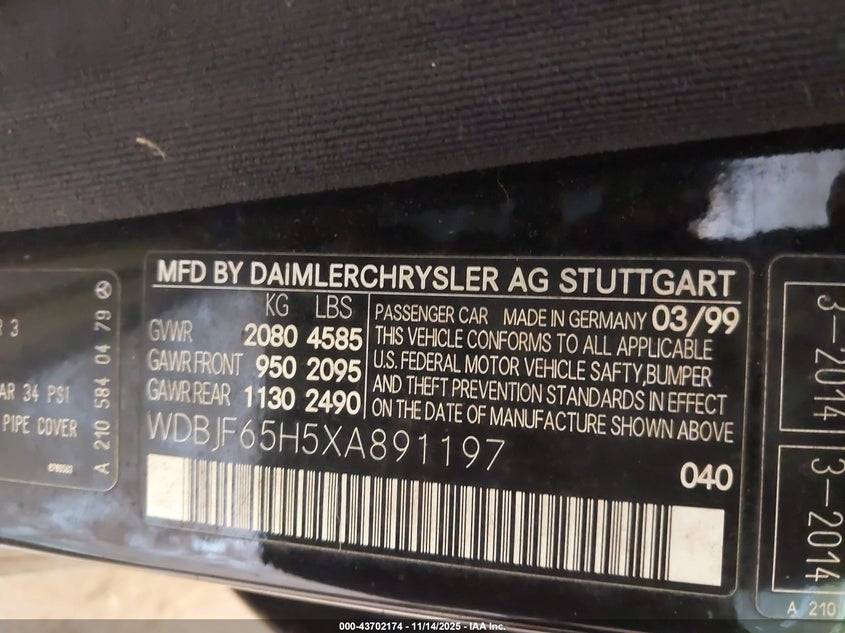 R 3
AR 34 PSI
PIPE COVER
A 210 584 04 79
MFD BY DAIMLERCHRYSLER AG STUTTGART
KG LBS
GVWR 2080 4585
GAWR FRONT 950 2095
GAWR REAR 1130 2490
PASSENGER CAR MADE IN GERMANY 03/99
THIS VEHICLE CONFORMS TO ALL APPLICABLE
U.S. FEDERAL MOTOR VEHICLE SAFTY,BUMPER
AND THEFT PREVENTION STANDARDS IN EFFECT
ON THE DATE OF MANUFACTURE SHOWN ABOVE
WDBJF65H5XA891197
040
3-2014
3-2014
A 210
000-43702174 - 11/14/2025 - IAA Inc.